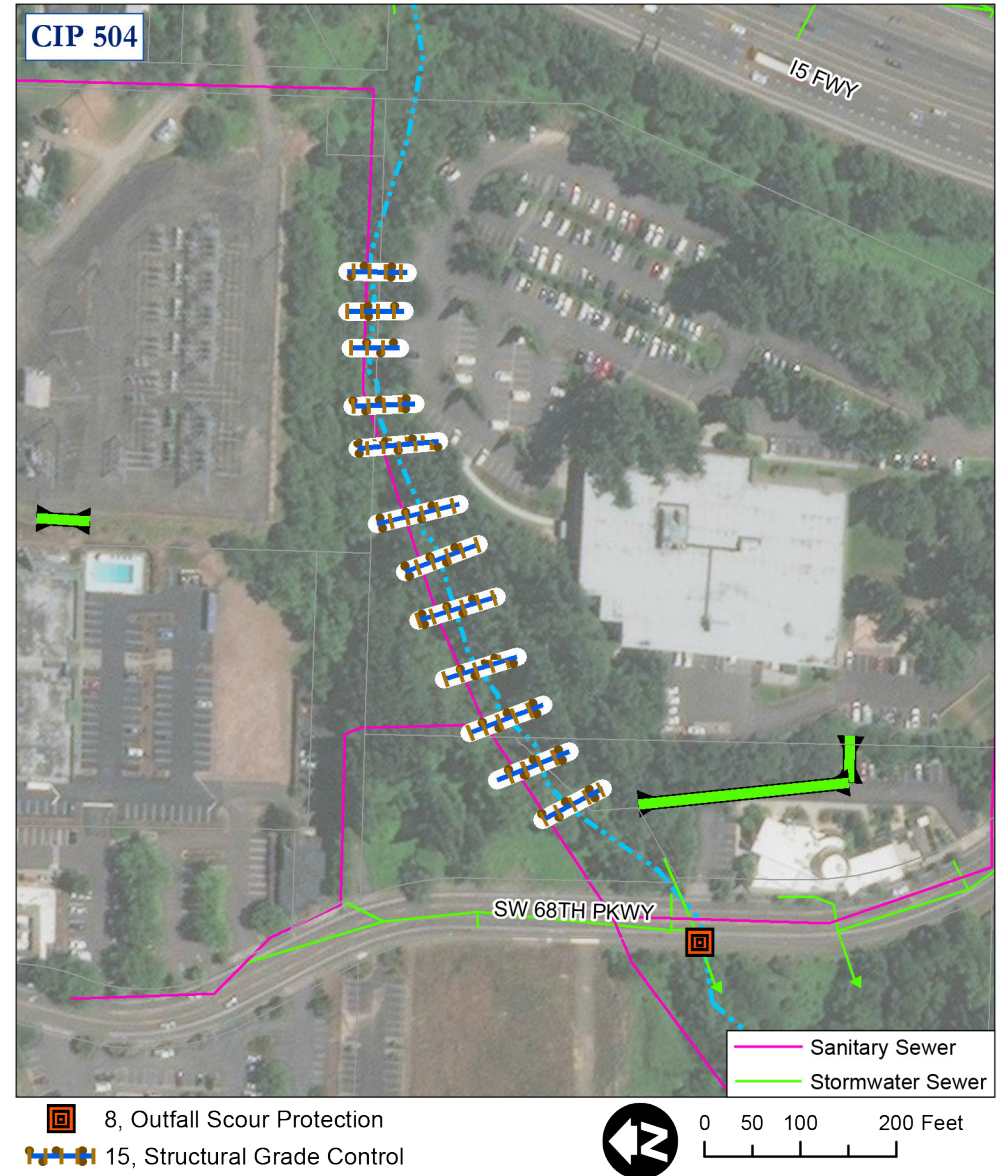 CIP 504
I5 FWY
SW 68TH PKWY
Sanitary Sewer
Stormwater Sewer
8, Outfall Scour Protection
15, Structural Grade Control
N
0 50 100 200 Feet